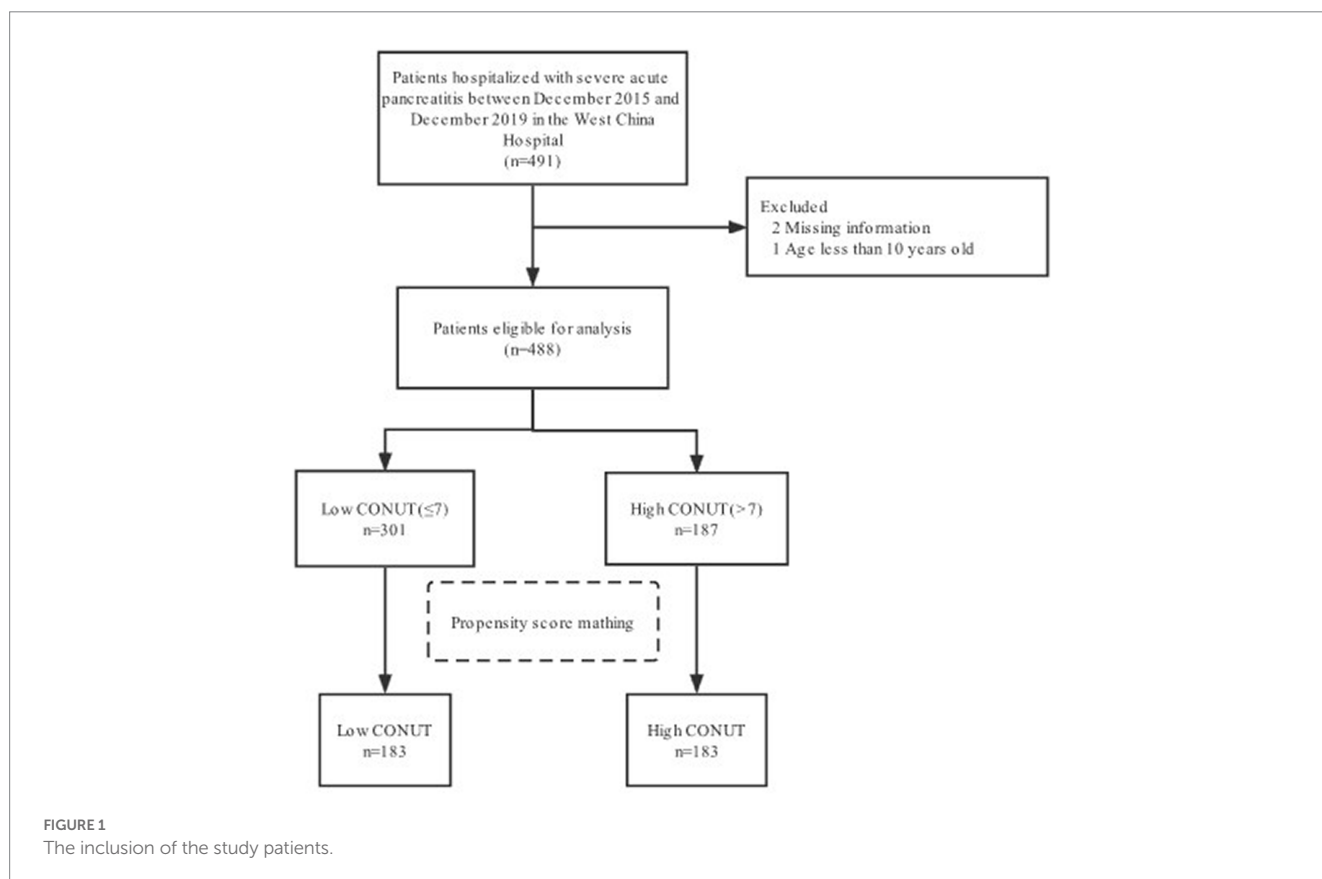 Patients hospitalized with severe acute
pancreatitis between December 2015 and
December 2019 in the West China
Hospital
(n=491)
Excluded
2 Missing information
1 Age less than 10 years old
Patients eligible for analysis
(n=488)
Low CONUT(≤7)
n=301
High CONUT(>7)
n=187
Propensity score mathing
Low CONUT
n=183
High CONUT
n=183
FIGURE 1
The inclusion of the study patients.